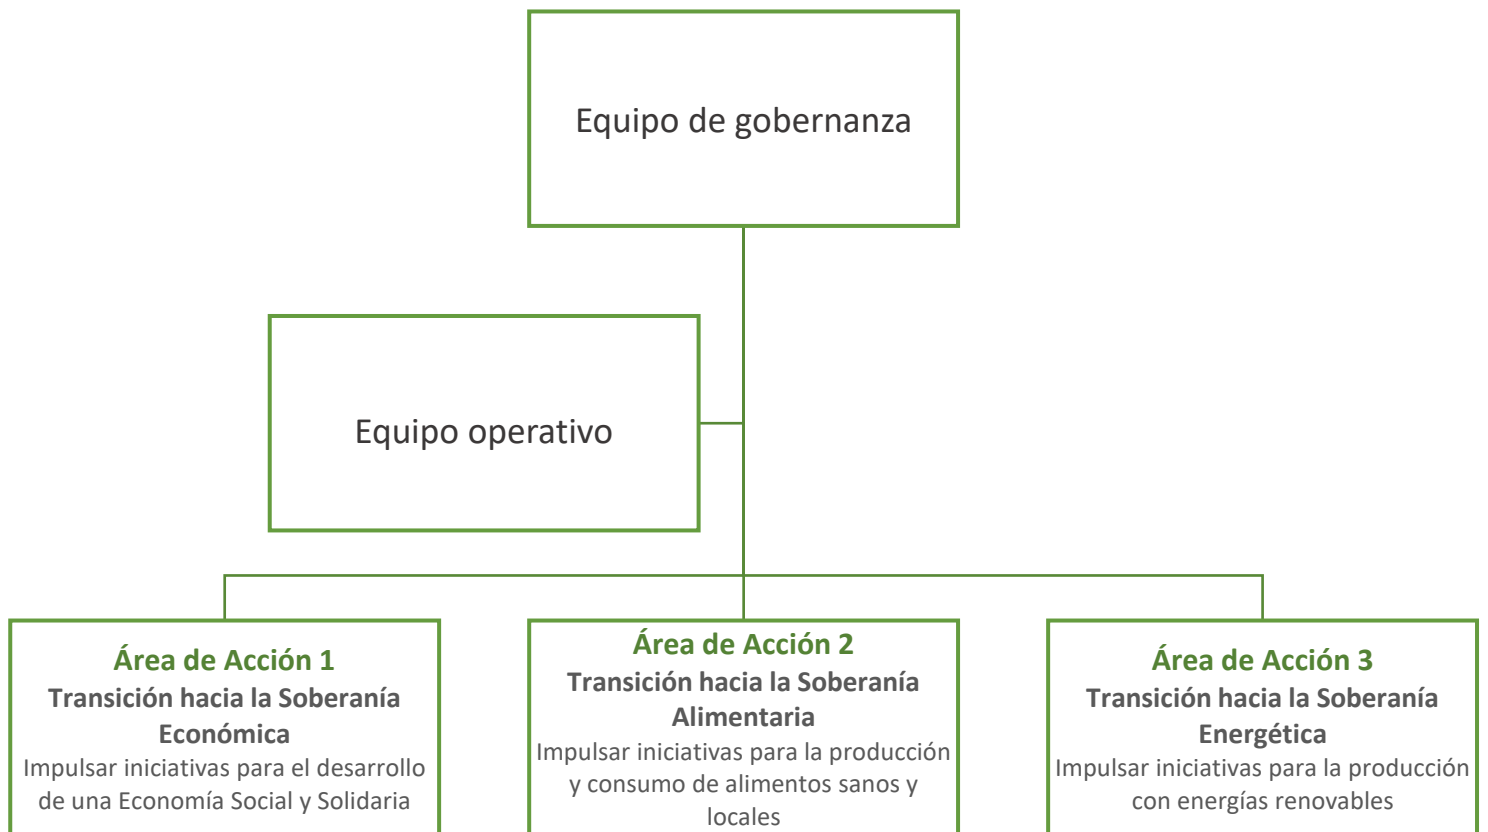 Equipo de gobernanza
Equipo operativo
Área de Acción 1
Transición hacia la Soberanía
Económica
Impulsar iniciativas para el desarrollo
de una Economía Social y Solidaria
Área de Acción 2
Transición hacia la Soberanía
Alimentaria
Impulsar iniciativas para la producción
y consumo de alimentos sanos y
locales
Área de Acción 3
Transición hacia la Soberanía
Energética
Impulsar iniciativas para la producción
con energías renovables